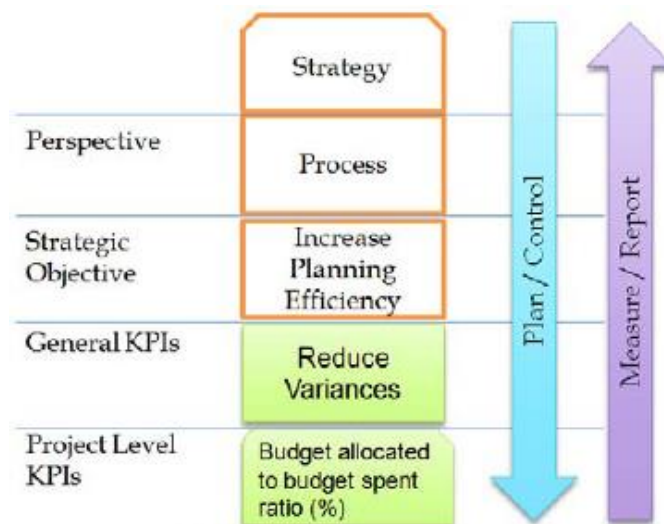 Strategy
Perspective
Process
Strategic
Objective
Increase
Planning
Efficiency
General KPIs
Reduce
Variances
Project Level
KPIs
Budget allocated
to budget spent
ratio (%)
Plan / Control
Measure / Report